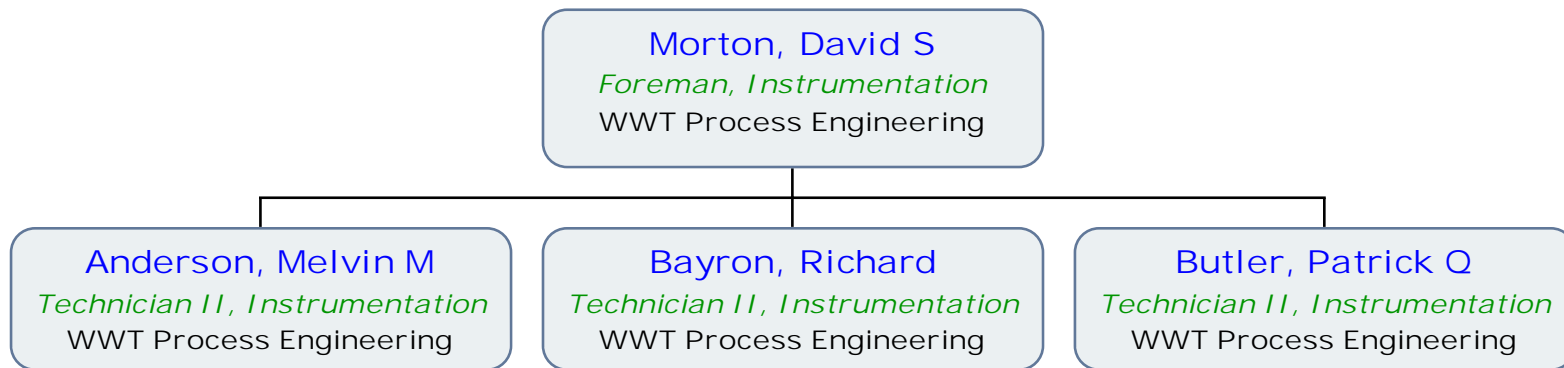 Morton, David S
Foreman, Instrumentation
WWT Process Engineering
Anderson, Melvin M
Technician II, Instrumentation
WWT Process Engineering
Bayron, Richard
Technician II, Instrumentation
WWT Process Engineering
Butler, Patrick Q
Technician II, Instrumentation
WWT Process Engineering